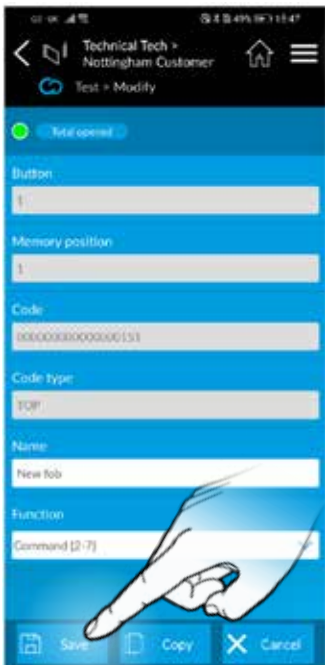 Technical Tech >
Nottingham Customer
Test > Modify
Total opened
Button
1
Memory position
1
Code
Code type
TOP
Name
New fob
Function
Command [2-7]
Save
Copy
Cancel